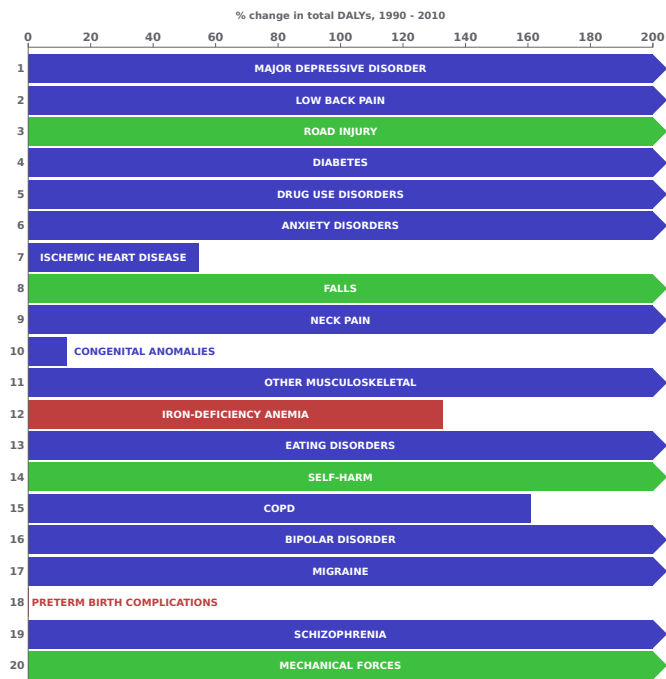 % change in total DALYs, 1990 - 2010
0 20 40 60 80 100 120 140 160 180 200
1 MAJOR DEPRESSIVE DISORDER
2 LOW BACK PAIN
3 ROAD INJURY
4 DIABETES
5 DRUG USE DISORDERS
6 ANXIETY DISORDERS
7 ISCHEMIC HEART DISEASE
8 FALLS
9 NECK PAIN
10 CONGENITAL ANOMALIES
11 OTHER MUSCULOSKELETAL
12 IRON-DEFICIENCY ANEMIA
13 EATING DISORDERS
14 SELF-HARM
15 COPD
16 BIPOLAR DISORDER
17 MIGRAINE
18 PRETERM BIRTH COMPLICATIONS
19 SCHIZOPHRENIA
20 MECHANICAL FORCES